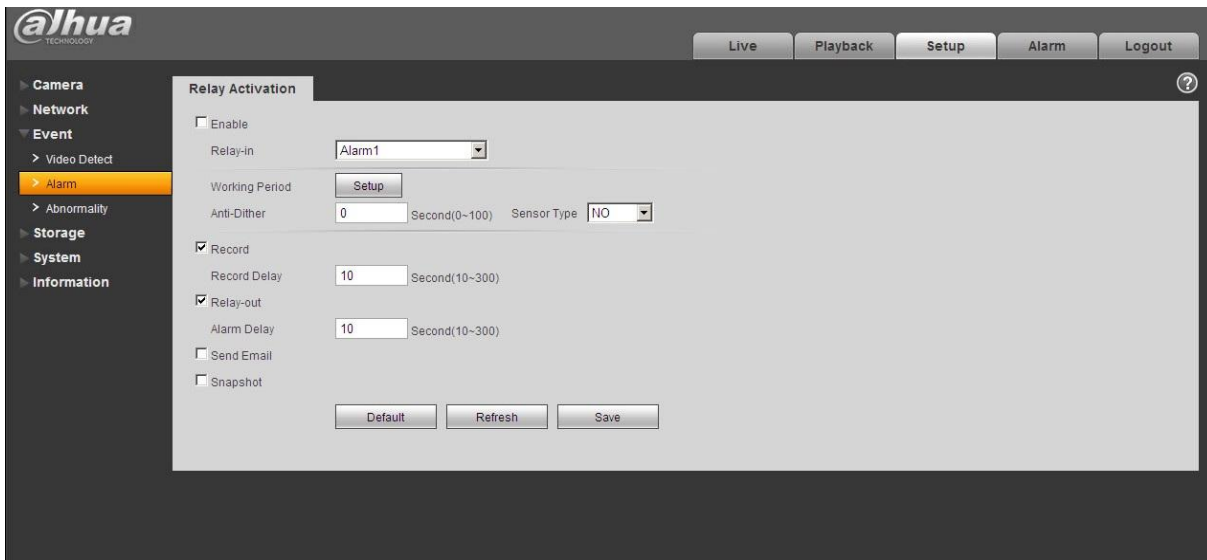 alhua
TECHNOLOGY
Live Playback Setup Alarm Logout
Camera
Network
Event
> Video Detect
> Alarm
> Abnormality
Storage
System
Information
Relay Activation
?
Enable
Relay-in Alarm1
Working Period Setup
Anti-Dither 0 Second(0~100) Sensor Type NO
Record
Record Delay 10 Second(10~300)
Relay-out
Alarm Delay 10 Second(10~300)
Send Email
Snapshot
Default Refresh Save